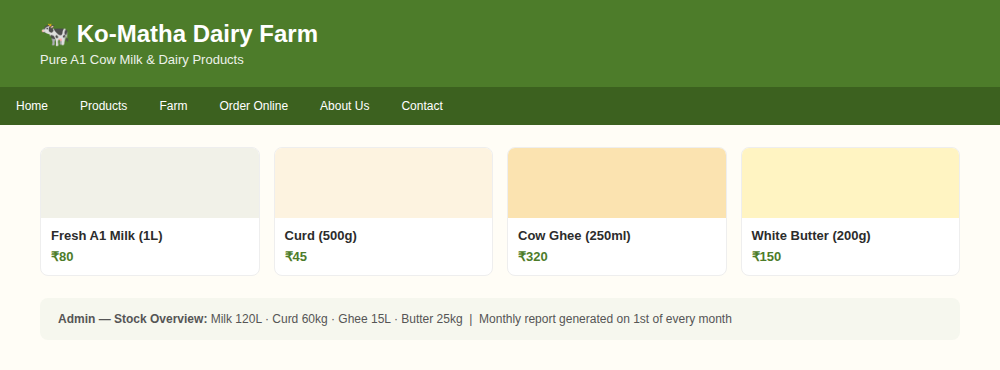 🐄 Ko-Matha Dairy Farm
Pure A1 Cow Milk & Dairy Products
Home Products Farm Order Online About Us Contact
Fresh A1 Milk (1L) Curd (500g) Cow Ghee (250ml) White Butter (200g)
₹80 ₹45 ₹320 ₹150
Admin — Stock Overview: Milk 120L · Curd 60kg · Ghee 15L · Butter 25kg | Monthly report generated on 1st of every month